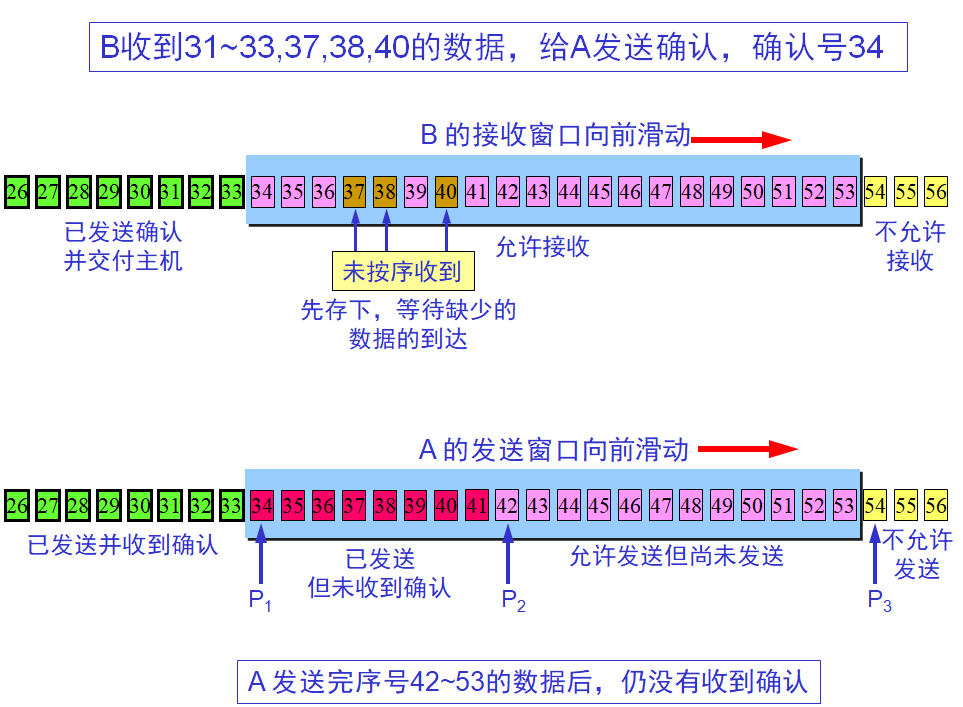 B收到31~33,37,38,40的数据，给A发送确认，确认号34
B 的接收窗口向前滑动
26 27 28 29 30 31 32 33 34 35 36 37 38 39 40 41 42 43 44 45 46 47 48 49 50 51 52 53 54 55 56
已发送确认
并交付主机
未按序收到
先存下，等待缺少的
数据的到达
允许接收
不允许
接收
A 的发送窗口向前滑动
26 27 28 29 30 31 32 33 34 35 36 37 38 39 40 41 42 43 44 45 46 47 48 49 50 51 52 53 54 55 56
已发送并收到确认
已发送
但未收到确认
允许发送但尚未发送
不允许
发送
P1
P2
P3
A 发送完序号42~53的数据后，仍没有收到确认